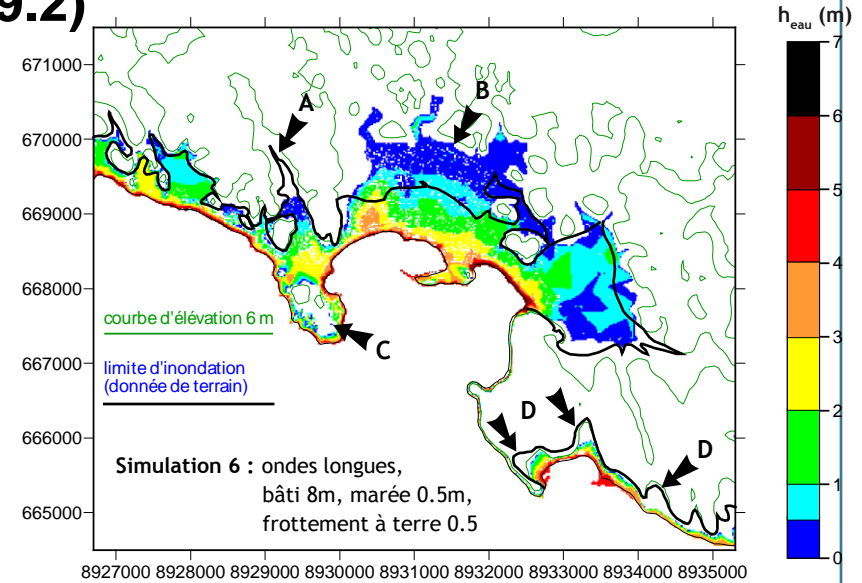 9.2)
h_eau (m)
7
6
5
4
3
2
1
0
671000
670000
669000
668000
667000
666000
665000
A
B
C
D
D
courbe d'élévation 6 m
limite d'inondation
(donnée de terrain)
Simulation 6 : ondes longues,
bâti 8m, marée 0.5m,
frottement à terre 0.5
8927000 8928000 8929000 8930000 8931000 8932000 8933000 8934000 8935000